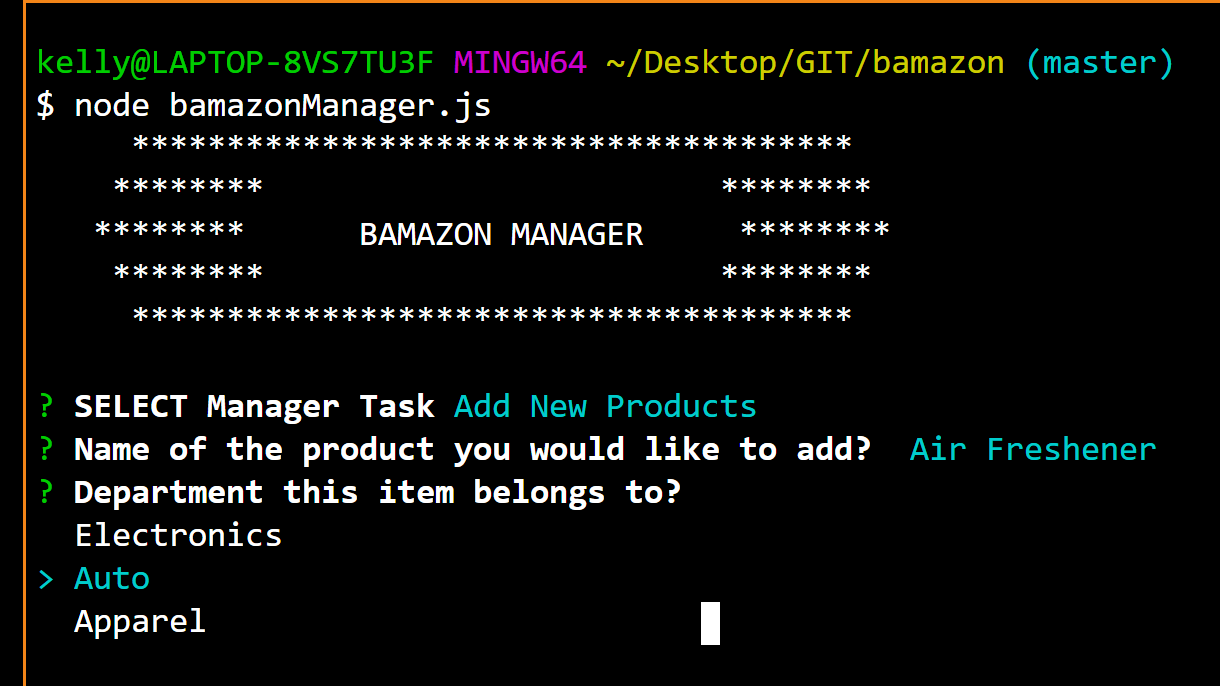 kelly@LAPTOP-8VS7TU3F MINGW64 ~/Desktop/GIT/bamazon (master)
$ node bamazonManager.js
     **************************************
    ********                        ********
   ********      BAMAZON MANAGER     ********
    ********                        ********
     **************************************
? SELECT Manager Task Add New Products
? Name of the product you would like to add?  Air Freshener
? Department this item belongs to?
  Electronics
> Auto
  Apparel